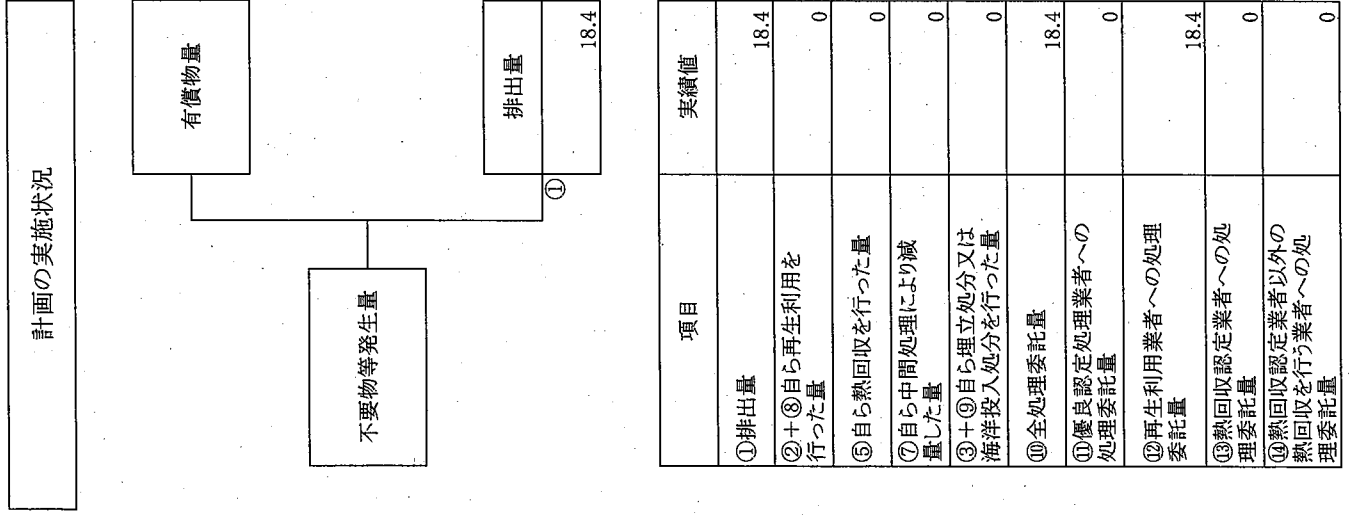 計画の実施状況
有償物量
不要物等発生量
排出量
①
18.4
項目
実績値
①排出量
18.4
②+⑧自ら再生利用を
行った量
0
⑤自ら熱回収を行った量
0
⑦自ら中間処理により減
量した量
0
③+⑨自ら埋立処分又は
海洋投入処分を行った量
0
⑩全処理委託量
18.4
⑪優良認定処理業者への
処理委託量
0
⑫再生利用業者への処理
委託量
18.4
⑬熱回収認定業者への処
理委託量
0
⑭熱回収認定業者以外の
熱回収を行う業者への処
理委託量
0